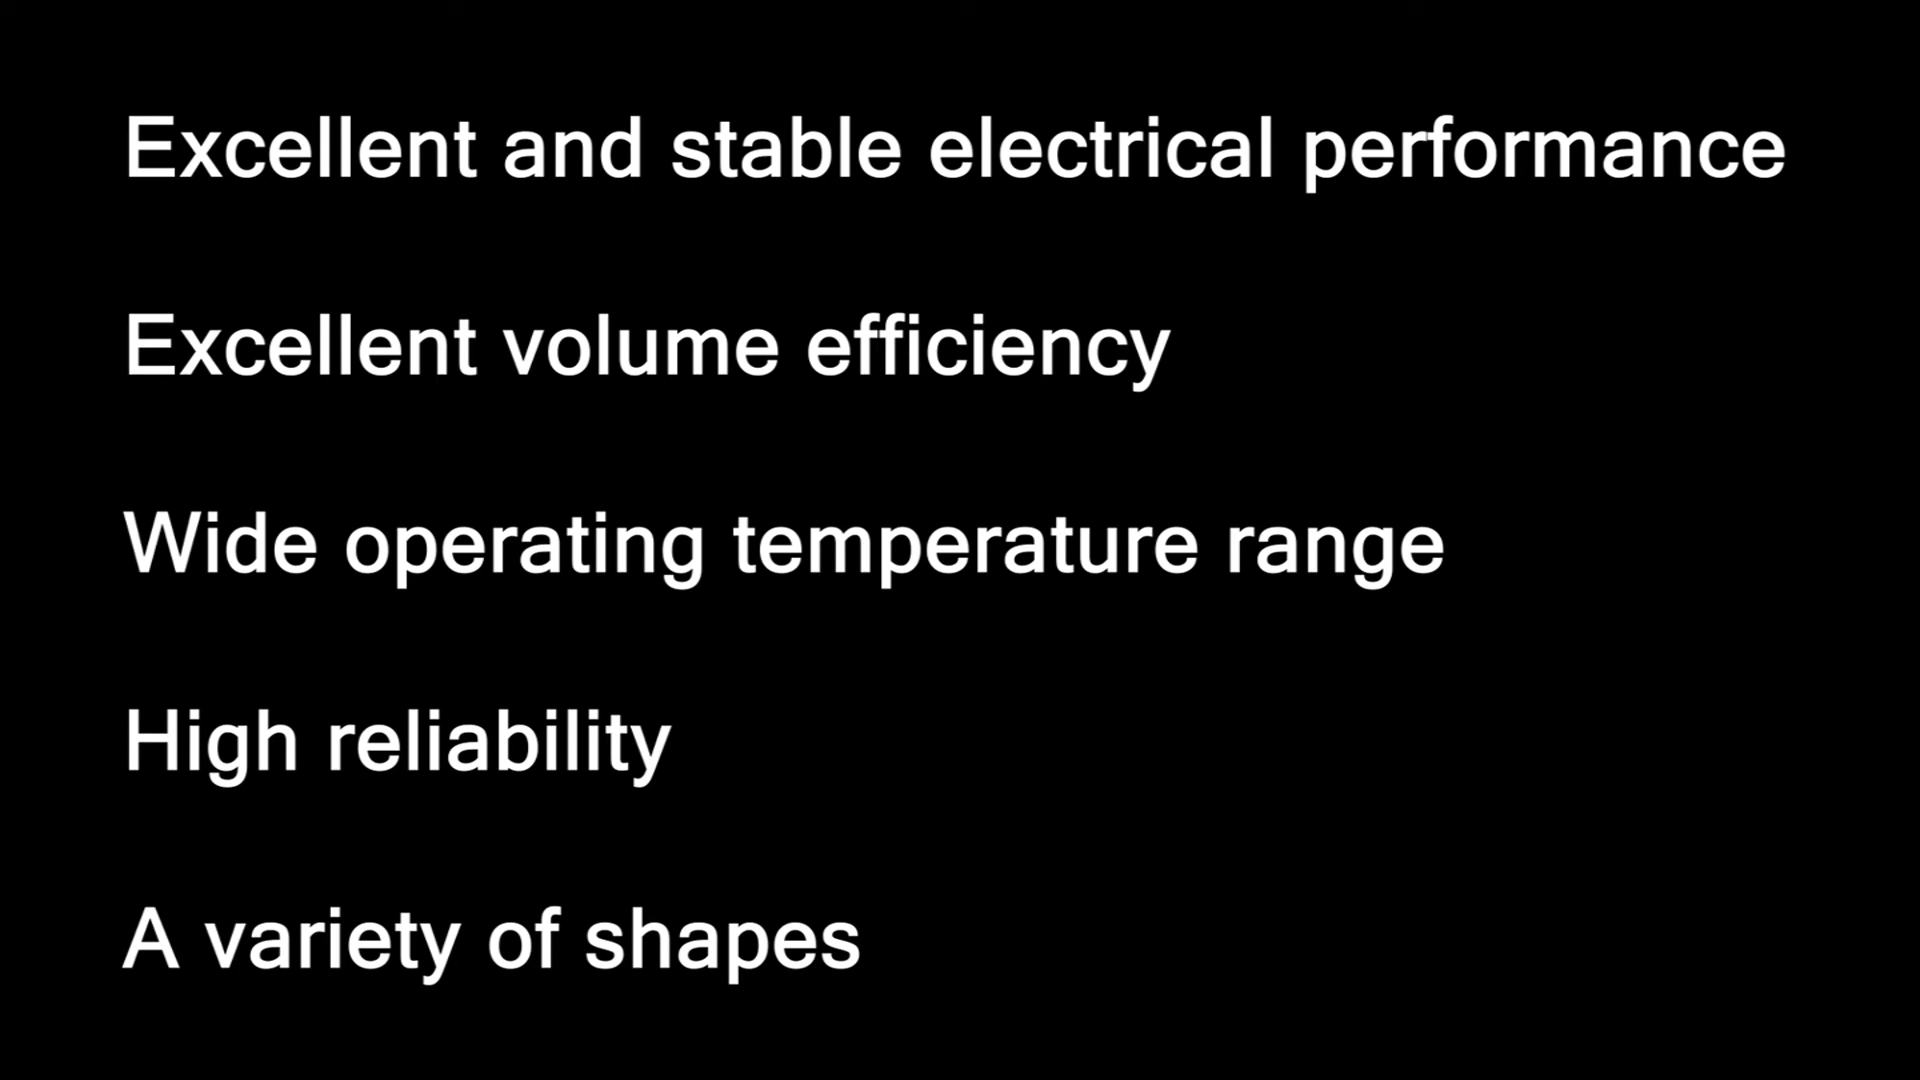 Excellent and stable electrical performance
Excellent volume efficiency
Wide operating temperature range
High reliability
A variety of shapes